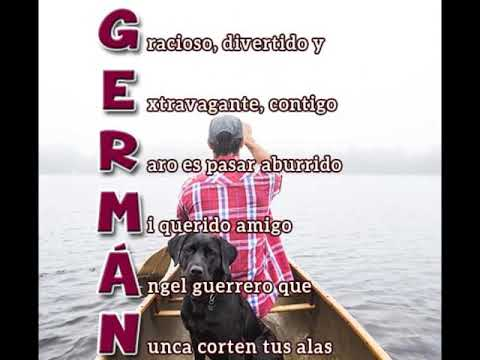 Gracioso, divertido y
Extravagante, contigo
Raro es pasar aburrido
Mi querido amigo
Ángel guerrero que
Nunca corten tus alas